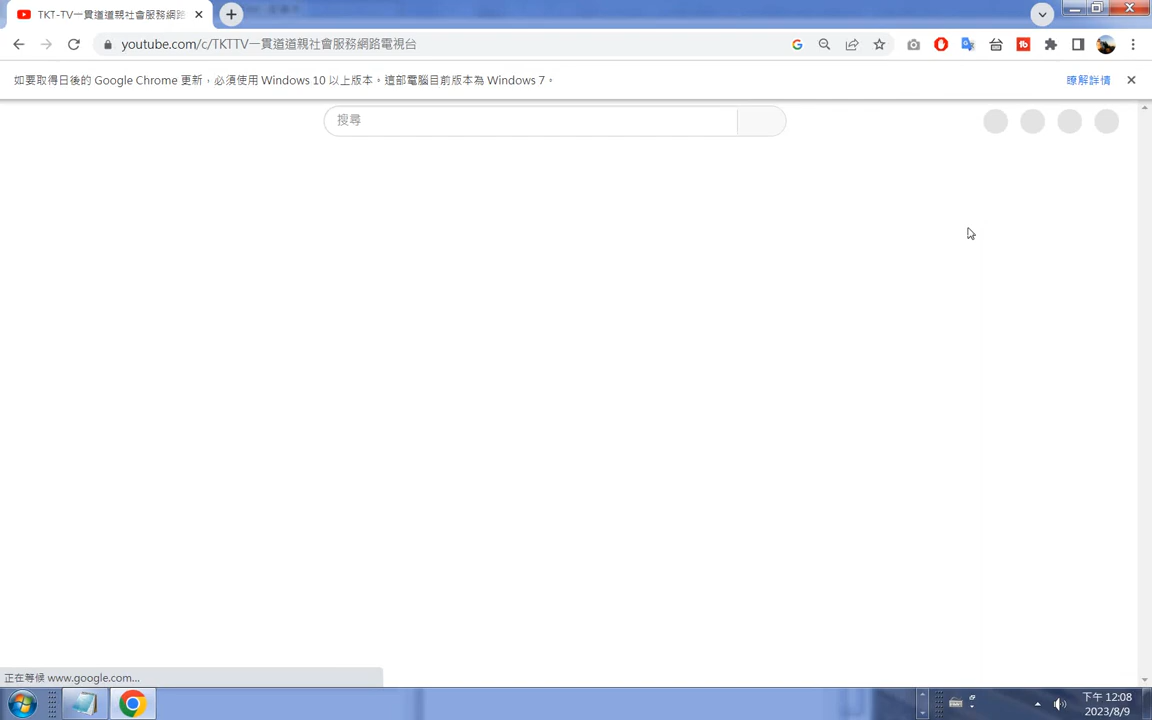 TKT-TV一貫道道親社會服務網路
youtube.com/c/TKTTV一貫道道親社會服務網路電視台
如要取得日後的 Google Chrome 更新，必須使用 Windows 10 以上版本。這部電腦目前版本為 Windows 7。
瞭解詳情
搜尋
正在等候 www.google.com...
下午 12:08
2023/8/9